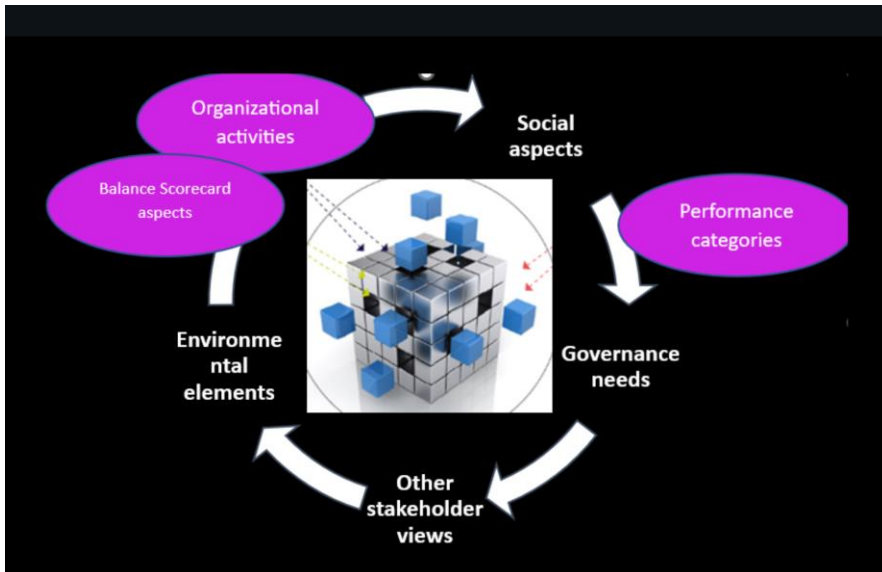 Organizational
activities
Balance Scorecard
aspects
Social
aspects
Performance
categories
Environme
ntal
elements
Governance
needs
Other
stakeholder
views